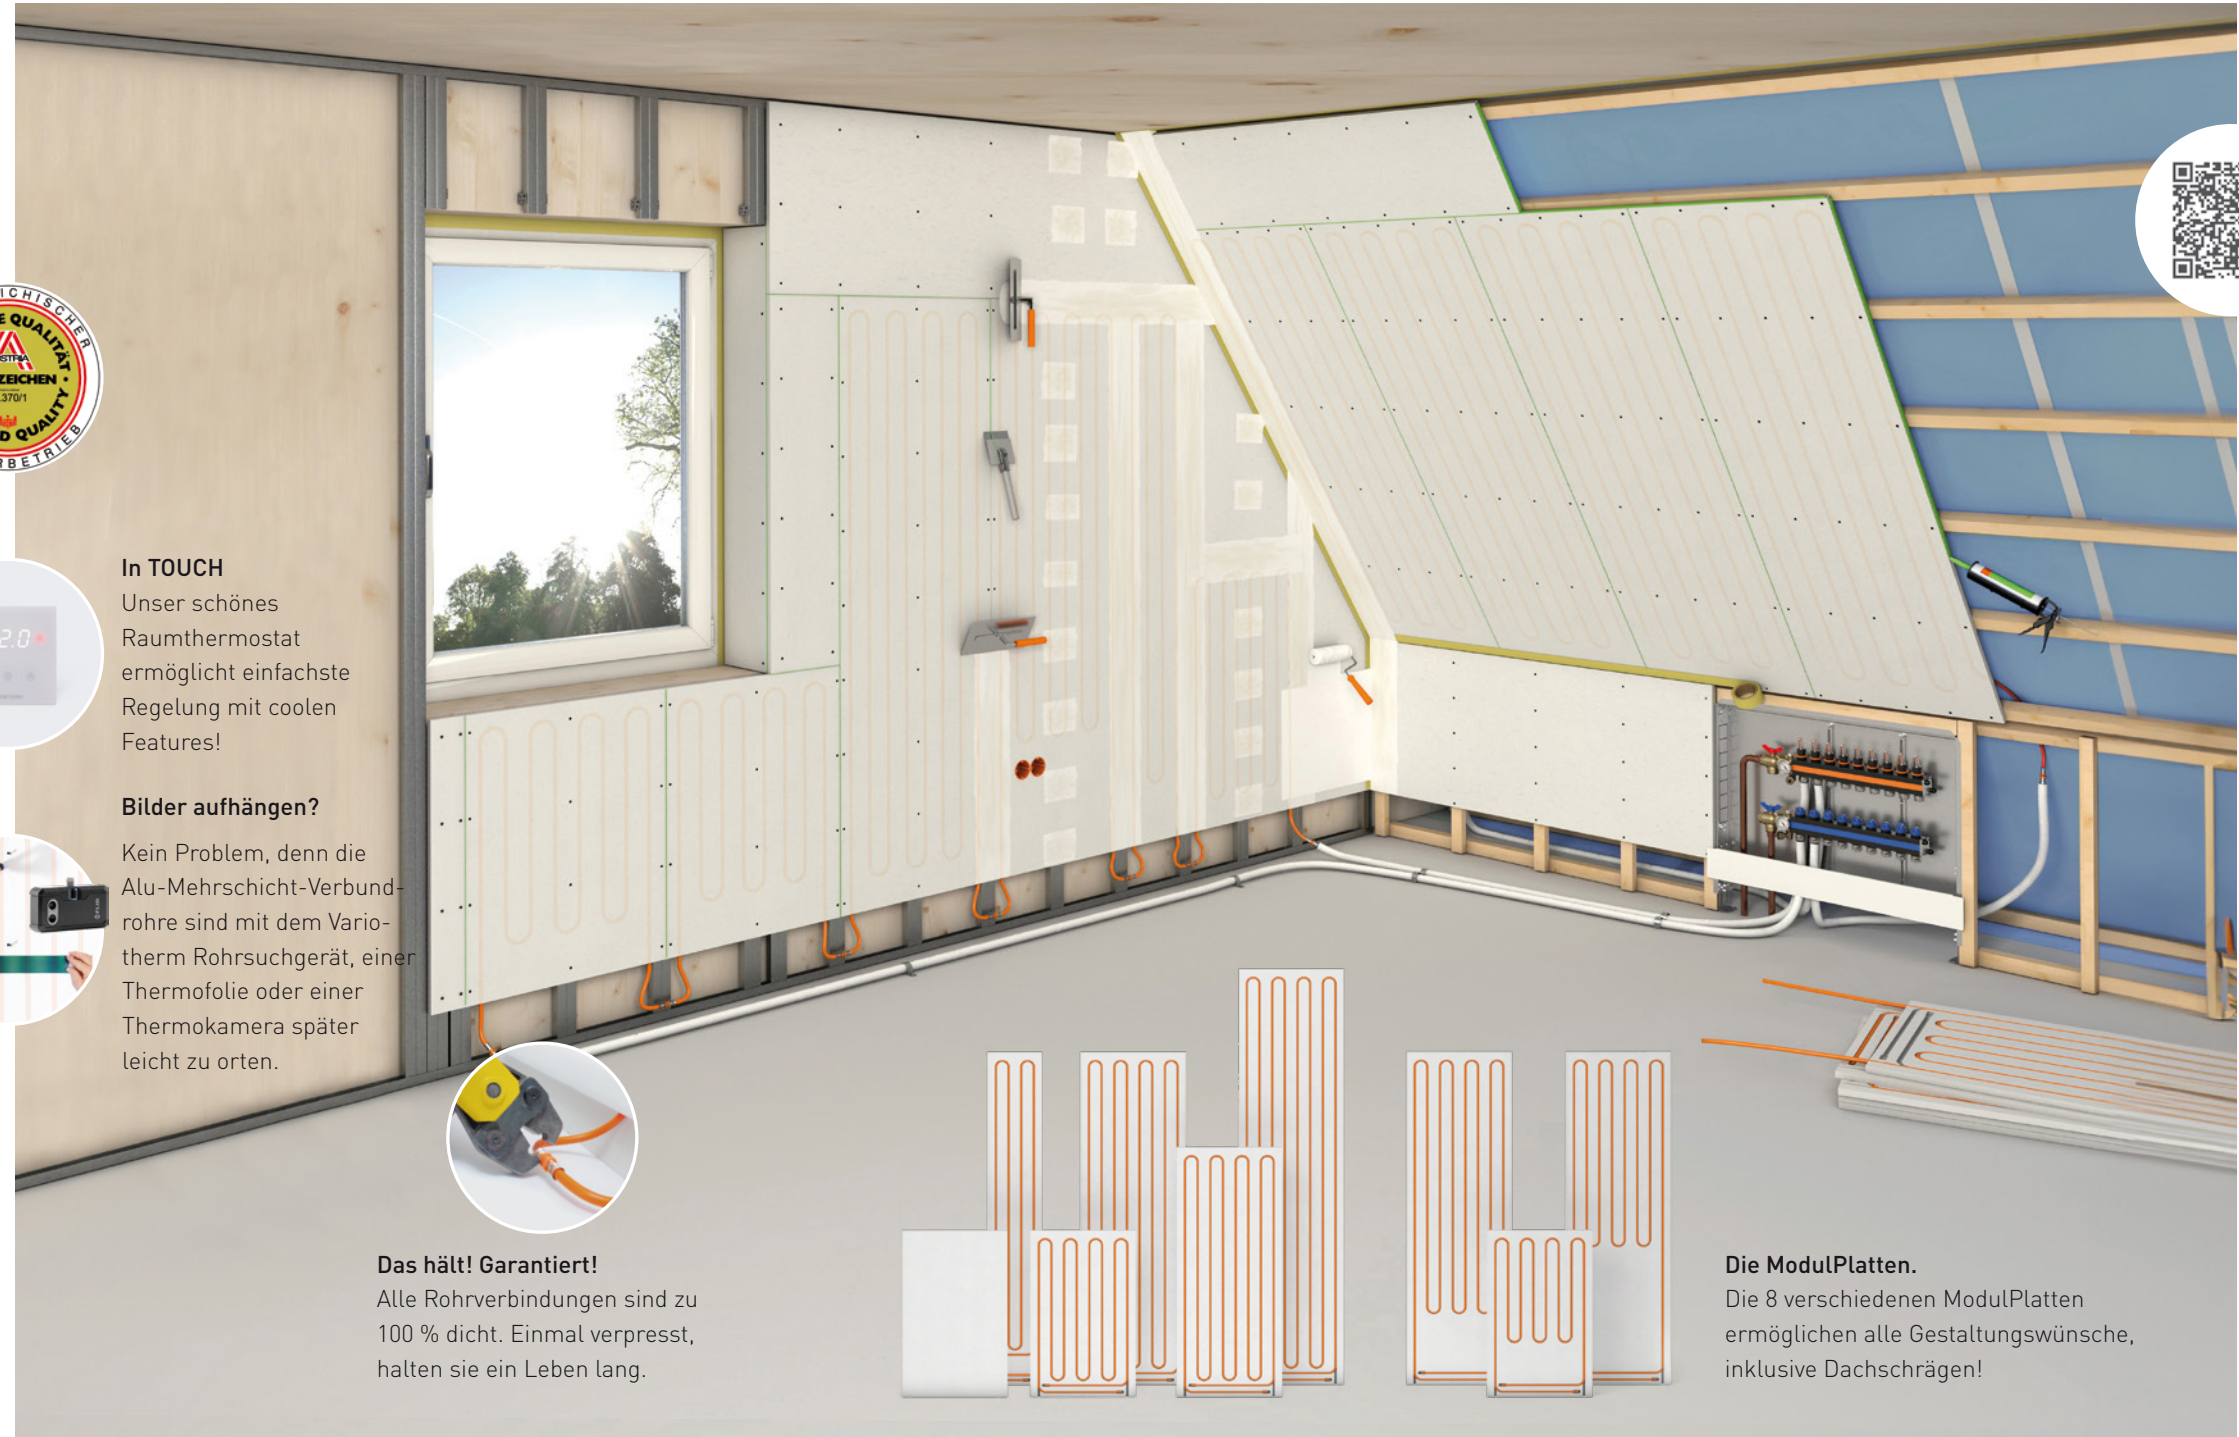 QUALITÄT
In TOUCH
Unser schönes
Raumthermostat
ermöglicht einfachste
Regelung mit coolen
Features!
Bilder aufhängen?
Kein Problem, denn die
Alu-Mehrschicht-Verbund-
rohre sind mit dem Vario-
therm Rohrsuchgerät, einer
Thermofolie oder einer
Thermokamera später
leicht zu orten.
Das hält! Garantiert!
Alle Rohrverbindungen sind zu
100 % dicht. Einmal verpresst,
halten sie ein Leben lang.
Die ModulPlatten.
Die 8 verschiedenen ModulPlatten
ermöglichen alle Gestaltungswünsche,
inklusive Dachschrägen!